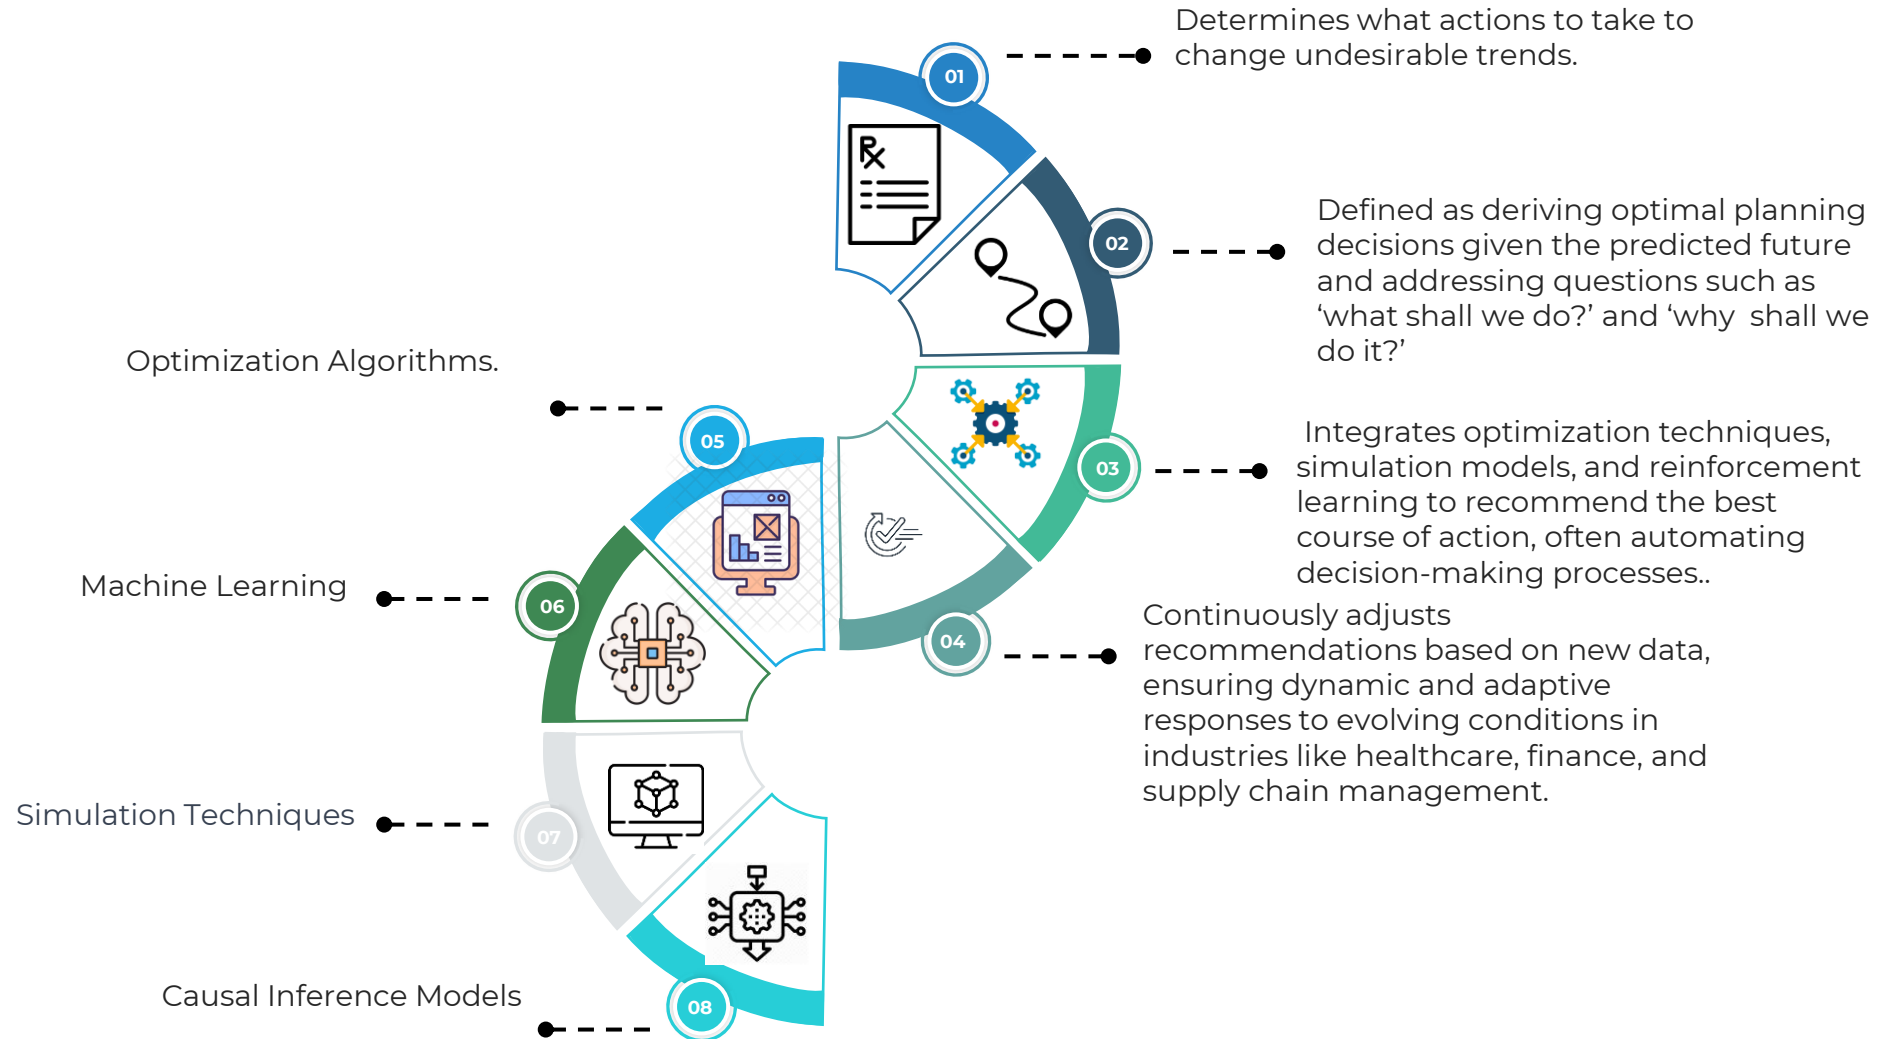 01
Determines what actions to take to
change undesirable trends.
Rx
02
Defined as deriving optimal planning
decisions given the predicted future
and addressing questions such as
‘what shall we do?’ and ‘why  shall we
do it?’
03
Integrates optimization techniques,
simulation models, and reinforcement
learning to recommend the best
course of action, often automating
decision-making processes..
04
Continuously adjusts
recommendations based on new data,
ensuring dynamic and adaptive
responses to evolving conditions in
industries like healthcare, finance, and
supply chain management.
Optimization Algorithms.
05
Machine Learning
06
Simulation Techniques
07
Causal Inference Models
08